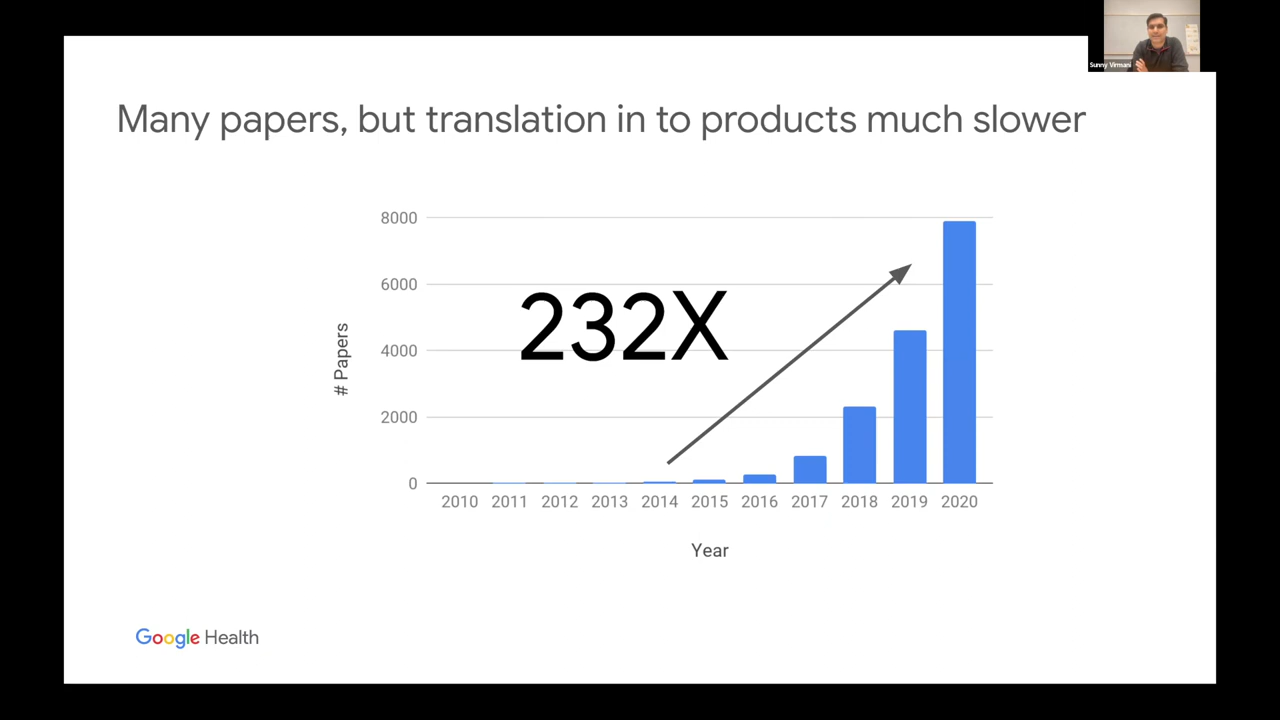 Sunny Virmani
Many papers, but translation in to products much slower
8000
6000
4000
2000
0
# Papers
232X
2010 2011 2012 2013 2014 2015 2016 2017 2018 2019 2020
Year
Google Health